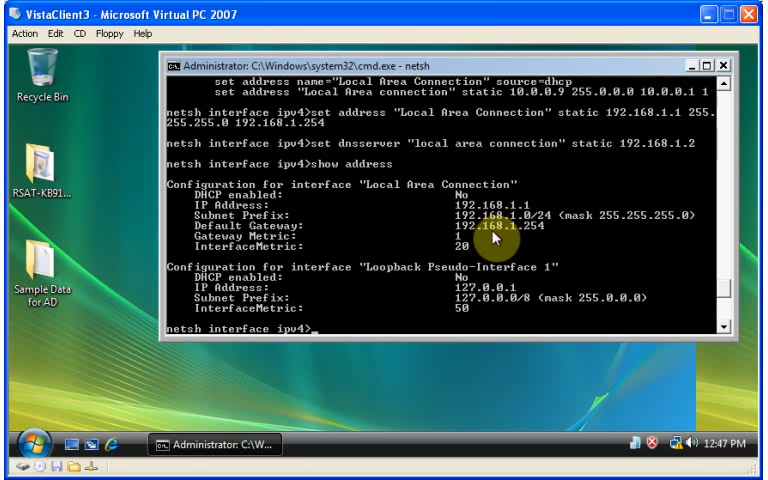 VistaClient3 - Microsoft Virtual PC 2007
Action Edit CD Floppy Help
Recycle Bin
RSAT-KB91...
Sample Data
for AD
Administrator: C:\Windows\system32\cmd.exe - netsh
set address name="Local Area Connection" source=dhcp
set address "Local Area connection" static 10.0.0.9 255.0.0.0 10.0.0.1 1
netsh interface ipv4>set address "Local Area Connection" static 192.168.1.1 255.
255.255.0 192.168.1.254
netsh interface ipv4>set dnsserver "local area connection" static 192.168.1.2
netsh interface ipv4>show address
Configuration for interface "Local Area Connection"
DHCP enabled: No
IP Address: 192.168.1.1
Subnet Prefix: 192.168.1.0/24 (mask 255.255.255.0)
Default Gateway: 192.168.1.254
Gateway Metric: 1
InterfaceMetric: 20
Configuration for interface "Loopback Pseudo-Interface 1"
DHCP enabled: No
IP Address: 127.0.0.1
Subnet Prefix: 127.0.0.0/8 (mask 255.0.0.0)
InterfaceMetric: 50
netsh interface ipv4>_
Administrator: C:\W...
12:47 PM